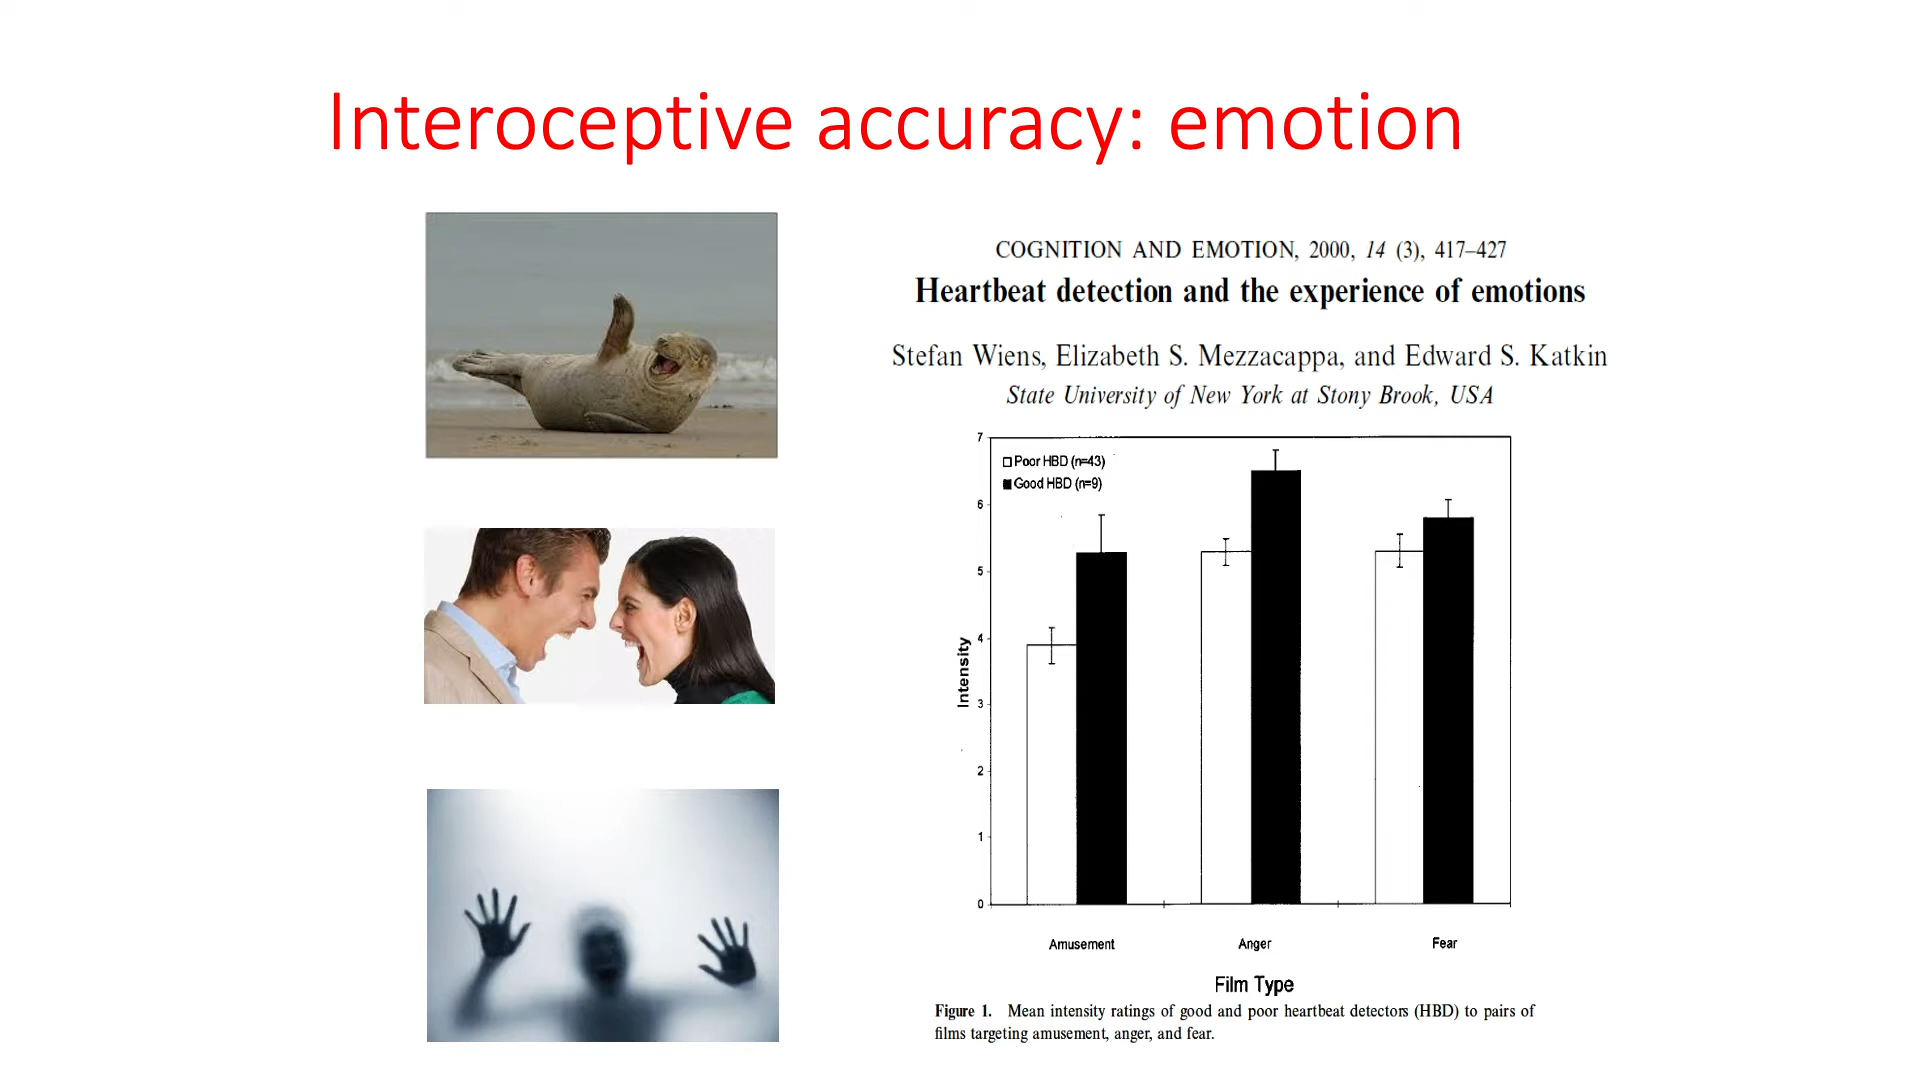 Interoceptive accuracy: emotion
COGNITION AND EMOTION, 2000, 14 (3), 417–427
Heartbeat detection and the experience of emotions
Stefan Wiens, Elizabeth S. Mezzacappa, and Edward S. Katkin
State University of New York at Stony Brook, USA
Poor HBD (n=43)
Good HBD (n=9)
7
6
5
4
3
2
1
0
Intensity
Amusement
Anger
Fear
Film Type
Figure 1. Mean intensity ratings of good and poor heartbeat detectors (HBD) to pairs of
films targeting amusement, anger, and fear.